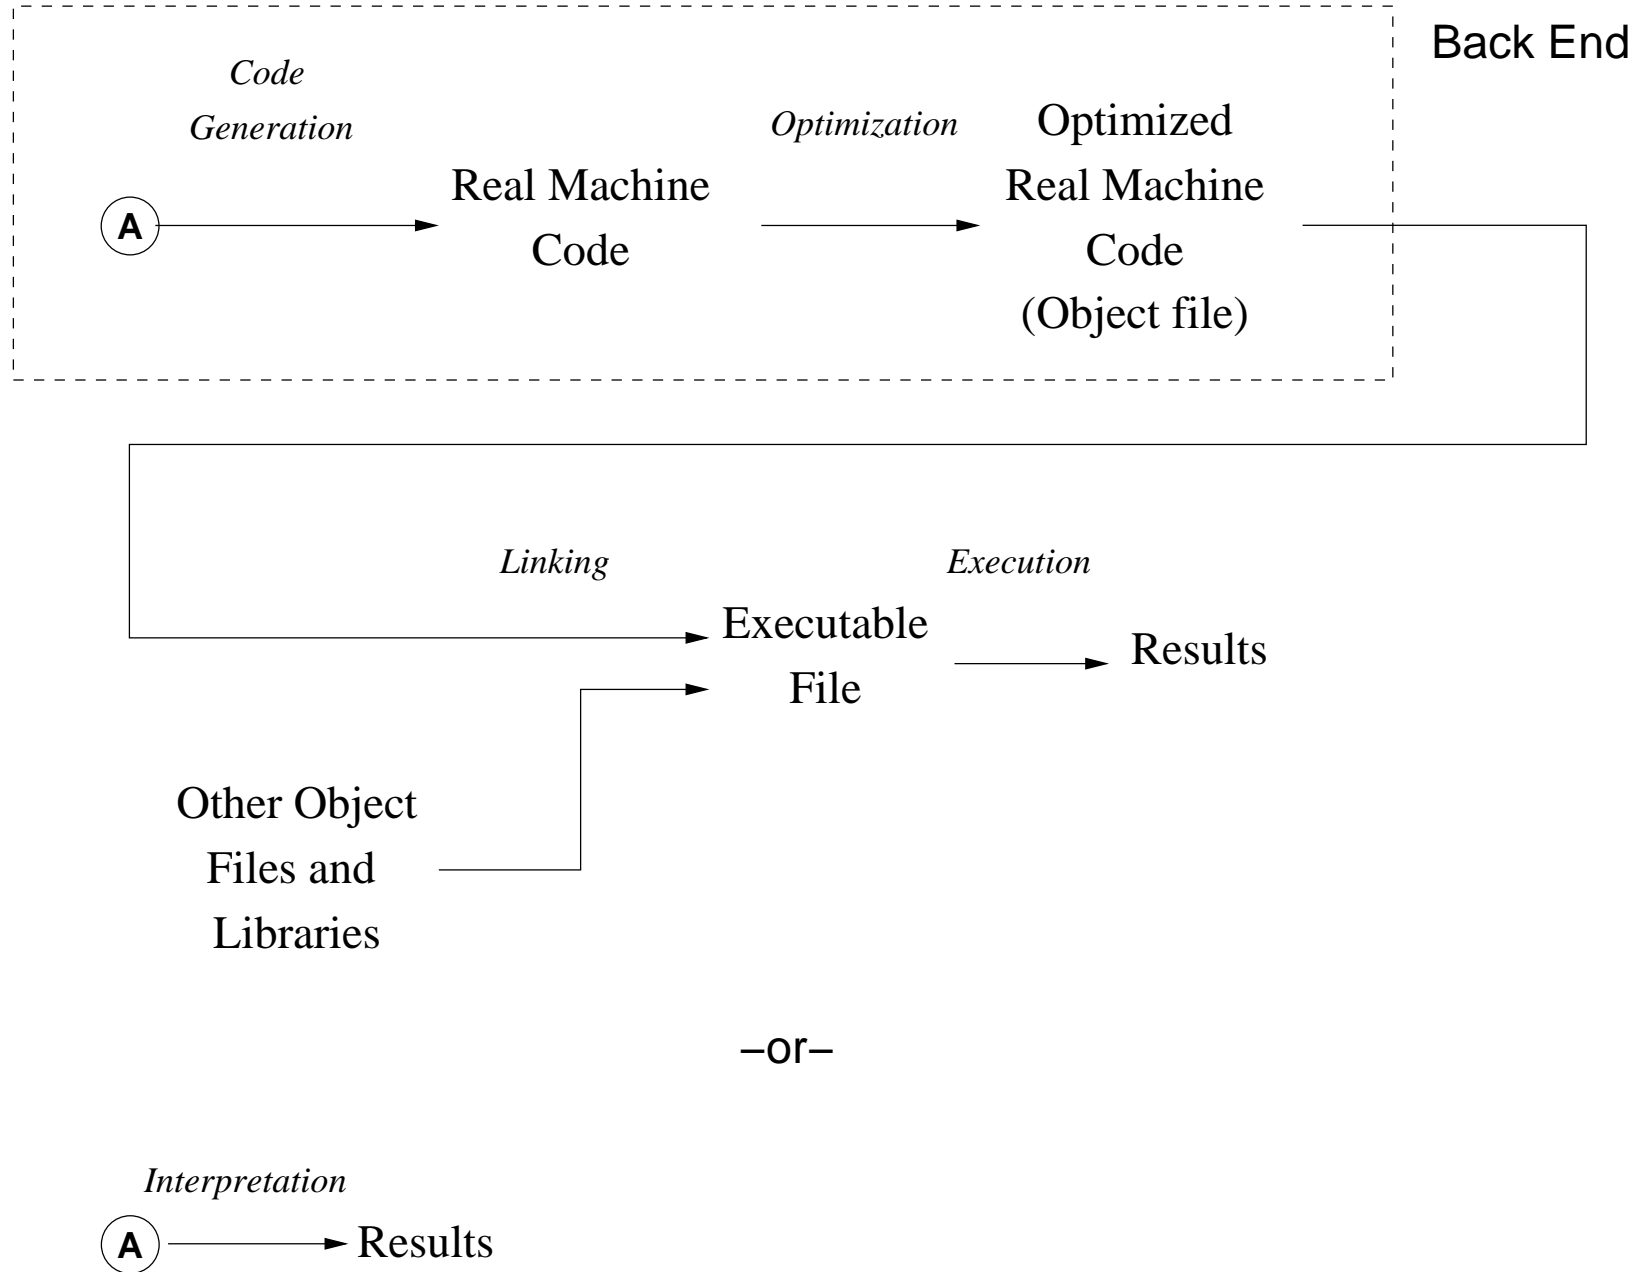 Back End
Code
Generation
Optimization
Optimized
Real Machine
Code
Real Machine
Code
(Object file)
A
Linking
Execution
Executable
File
Results
Other Object
Files and
Libraries
–or–
Interpretation
A
Results